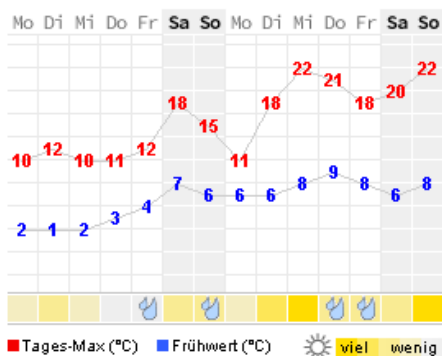 Mo Di Mi Do Fr Sa So Mo Di Mi Do Fr Sa So
22 22
21
20
18 18 18
15
12 12
10 10 11 11
9
8 8 8
7
6 6 6 6
4
3
2 1 2
Tages-Max (°C) Frühwert (°C) viel wenig